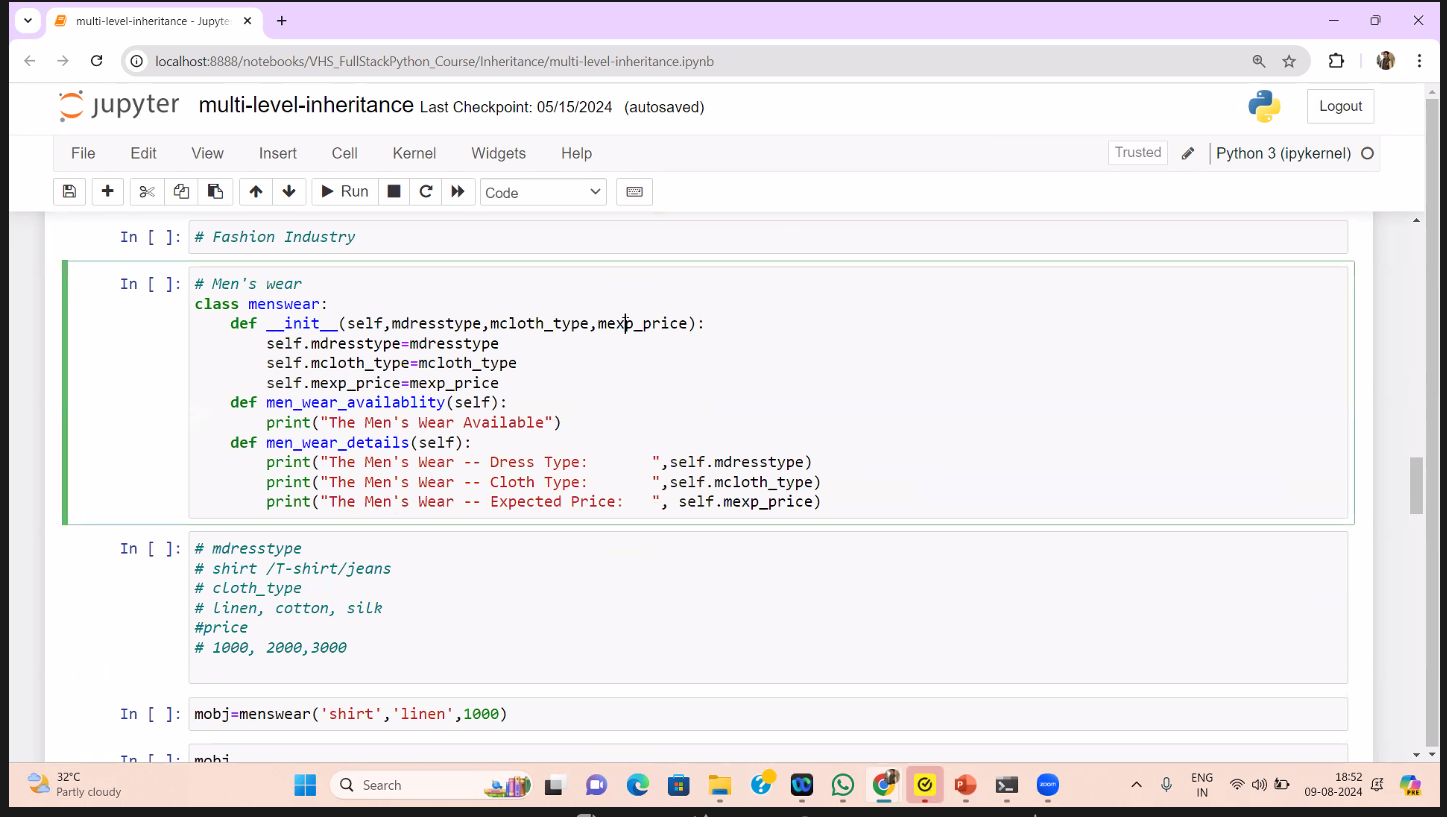 multi-level-inheritance - Jupyte
localhost:8888/notebooks/VHS_FullStackPython_Course/Inheritance/multi-level-inheritance.ipynb
jupyter multi-level-inheritance Last Checkpoint: 05/15/2024 (autosaved)
Logout
File Edit View Insert Cell Kernel Widgets Help
Trusted Python 3 (ipykernel)
Run Code
In [ ]: # Fashion Industry
In [ ]: # Men's wear
class menswear:
    def __init__(self,mdresstype,mcloth_type,mexp_price):
        self.mdresstype=mdresstype
        self.mcloth_type=mcloth_type
        self.mexp_price=mexp_price
    def men_wear_availablity(self):
        print("The Men's Wear Available")
    def men_wear_details(self):
        print("The Men's Wear -- Dress Type:       ",self.mdresstype)
        print("The Men's Wear -- Cloth Type:       ",self.mcloth_type)
        print("The Men's Wear -- Expected Price:   ", self.mexp_price)
In [ ]: # mdresstype
# shirt /T-shirt/jeans
# cloth_type
# linen, cotton, silk
#price
# 1000, 2000,3000
In [ ]: mobj=menswear('shirt','linen',1000)
In [ ]: mobj
32°C
Partly cloudy
Search
zoom
ENG
IN
18:52
09-08-2024
PRE